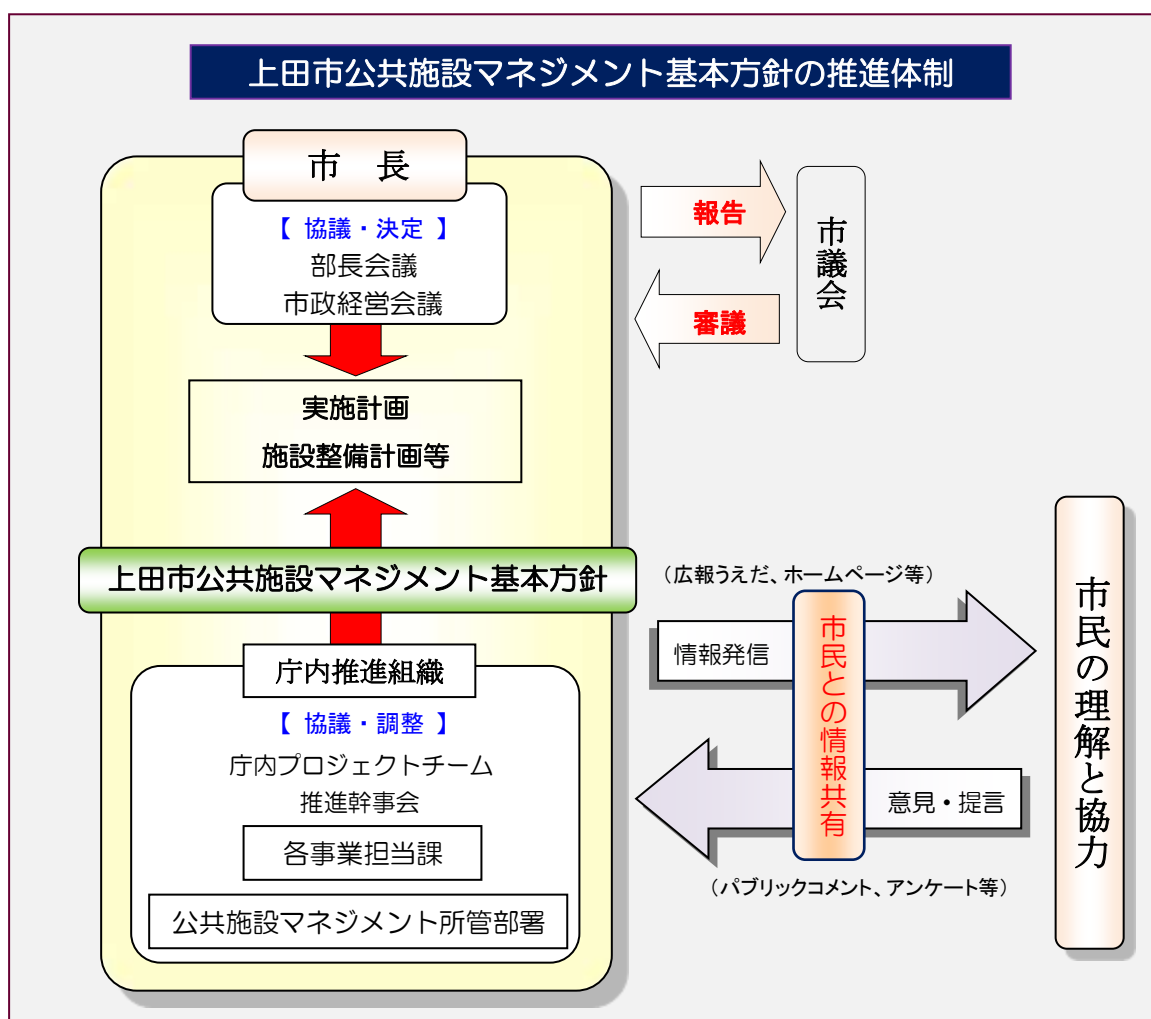 上田市公共施設マネジメント基本方針の推進体制
市　長
【 協議・決定 】
部長会議
市政経営会議
報告
審議
市議会
実施計画
施設整備計画等
上田市公共施設マネジメント基本方針
庁内推進組織
【 協議・調整 】
庁内プロジェクトチーム
推進幹事会
各事業担当課
公共施設マネジメント所管部署
（広報うえだ、ホームページ等）
情報発信
市民との情報共有
意見・提言
（パブリックコメント、アンケート等）
市民の理解と協力